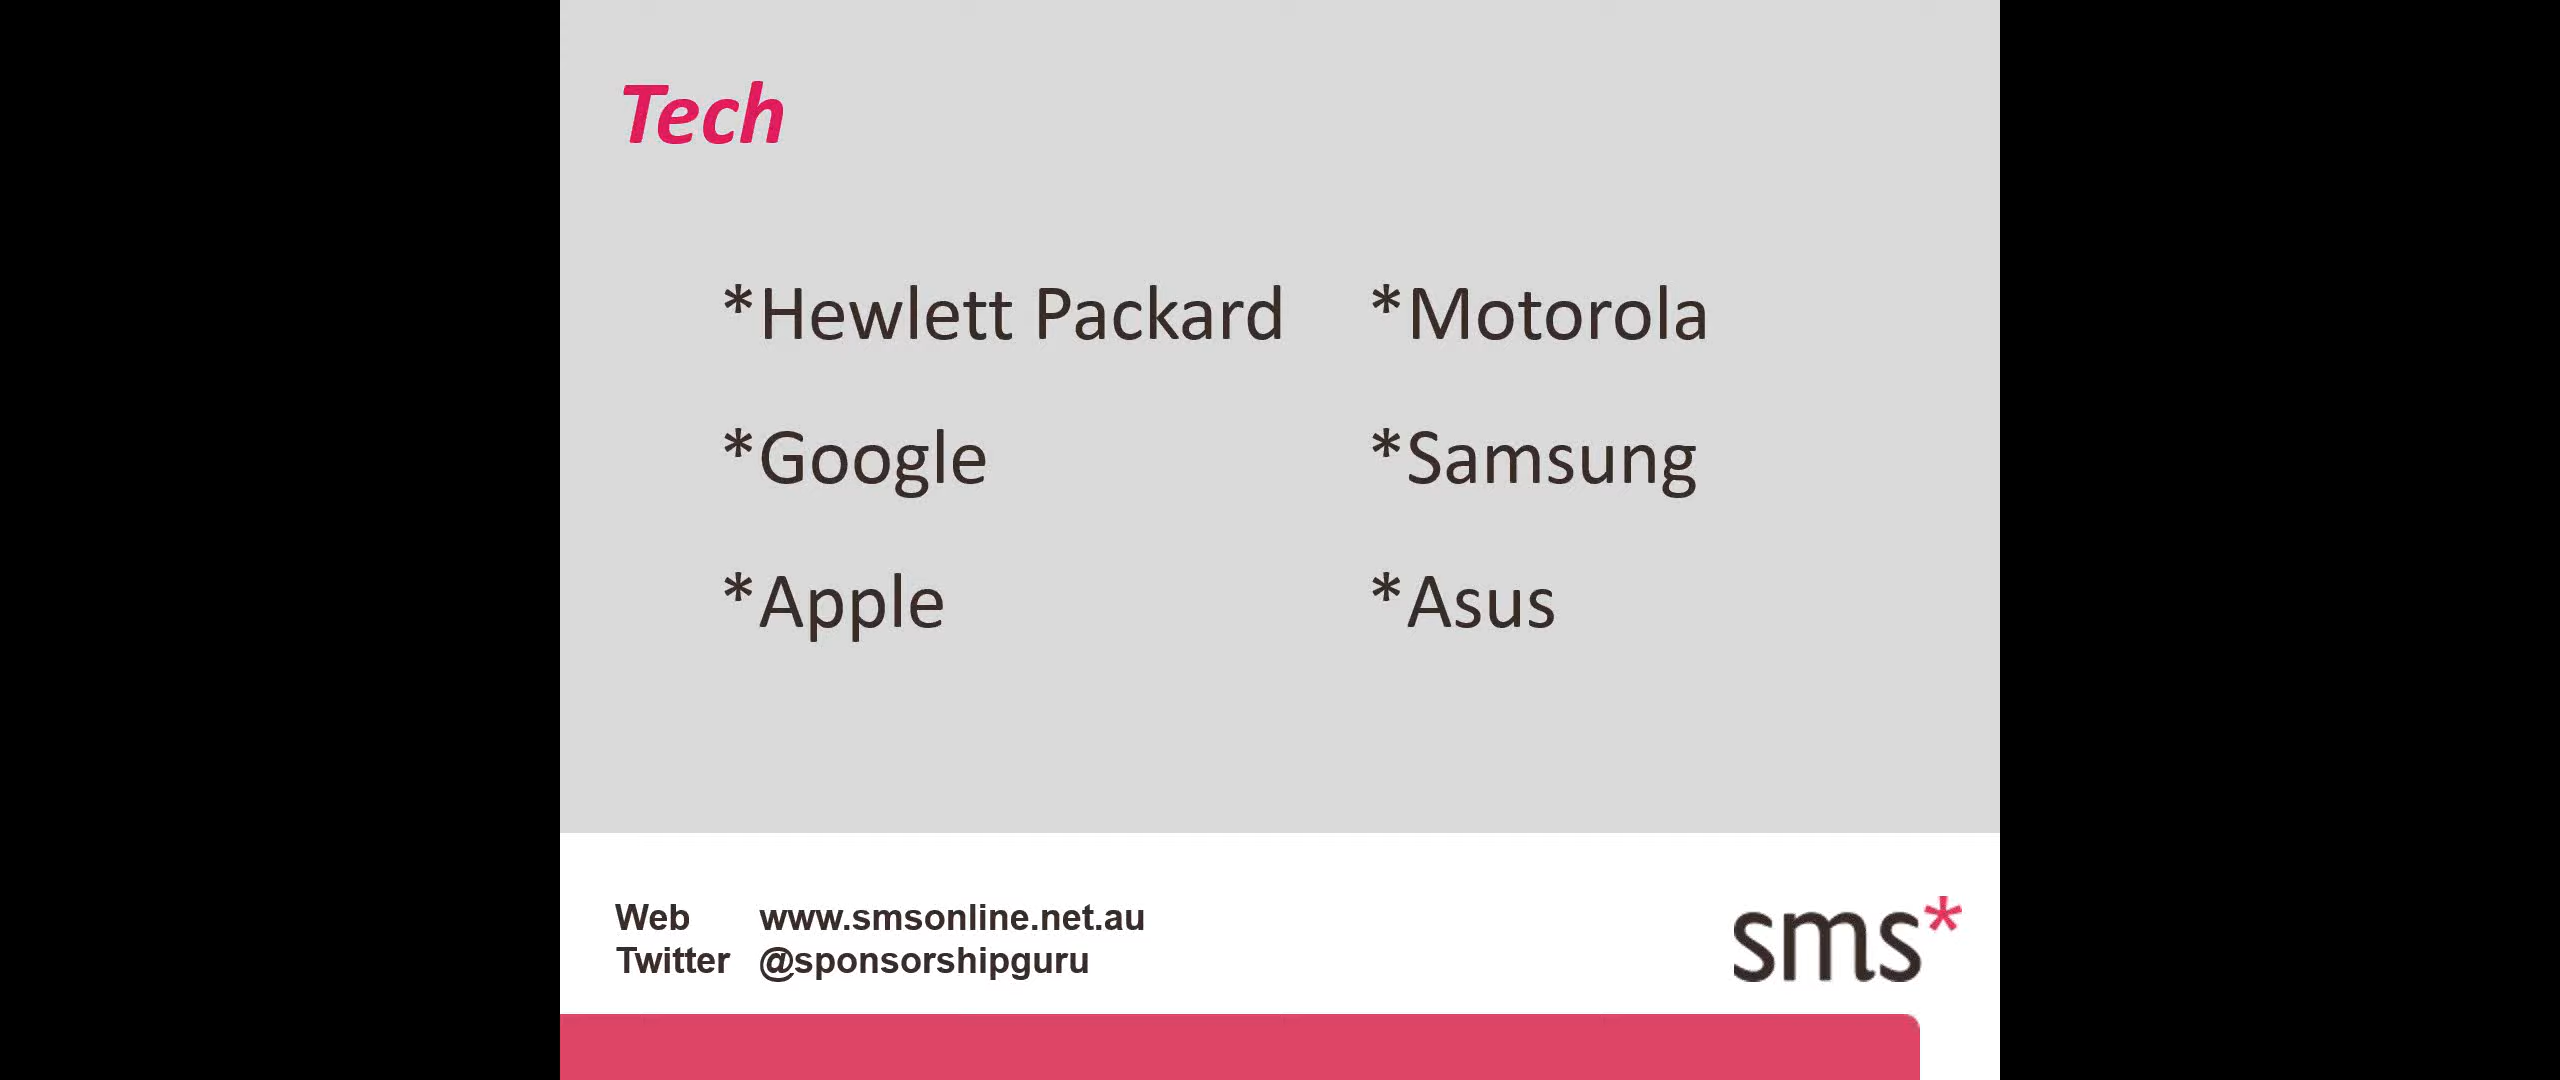 Tech
*Hewlett Packard
*Google
*Apple
*Motorola
*Samsung
*Asus
Web www.smsonline.net.au
Twitter @sponsorshipguru
sms*